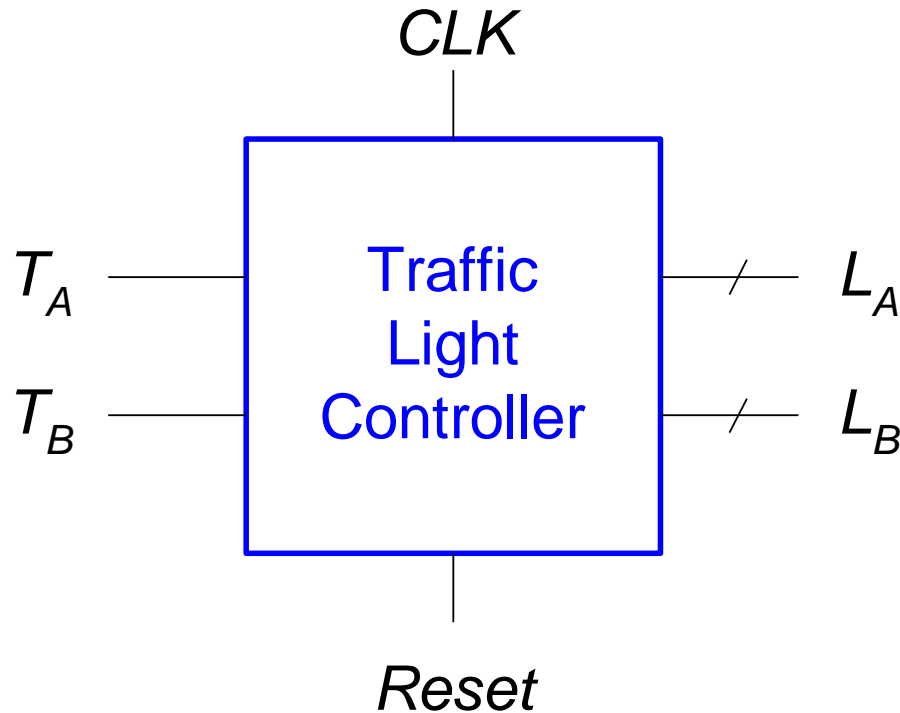 CLK
T_A
Traffic
L_A
Light
T_B
Controller
L_B
Reset